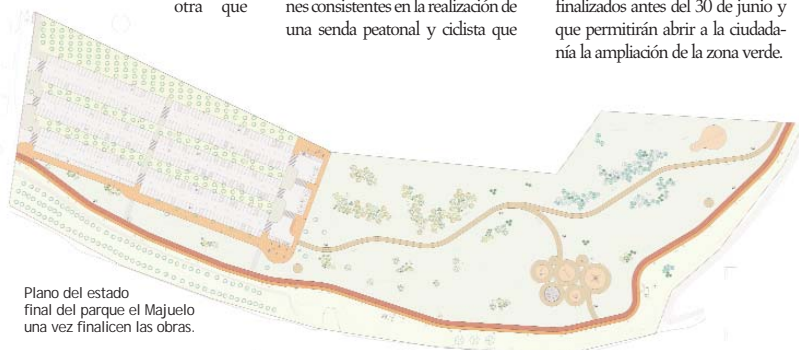 otra que
nes consistentes en la realización de
una senda peatonal y ciclista que
finalizados antes del 30 de junio y
que permitirán abrir a la ciudada-
nía la ampliación de la zona verde.
Plano del estado
final del parque el Majuelo
una vez finalicen las obras.